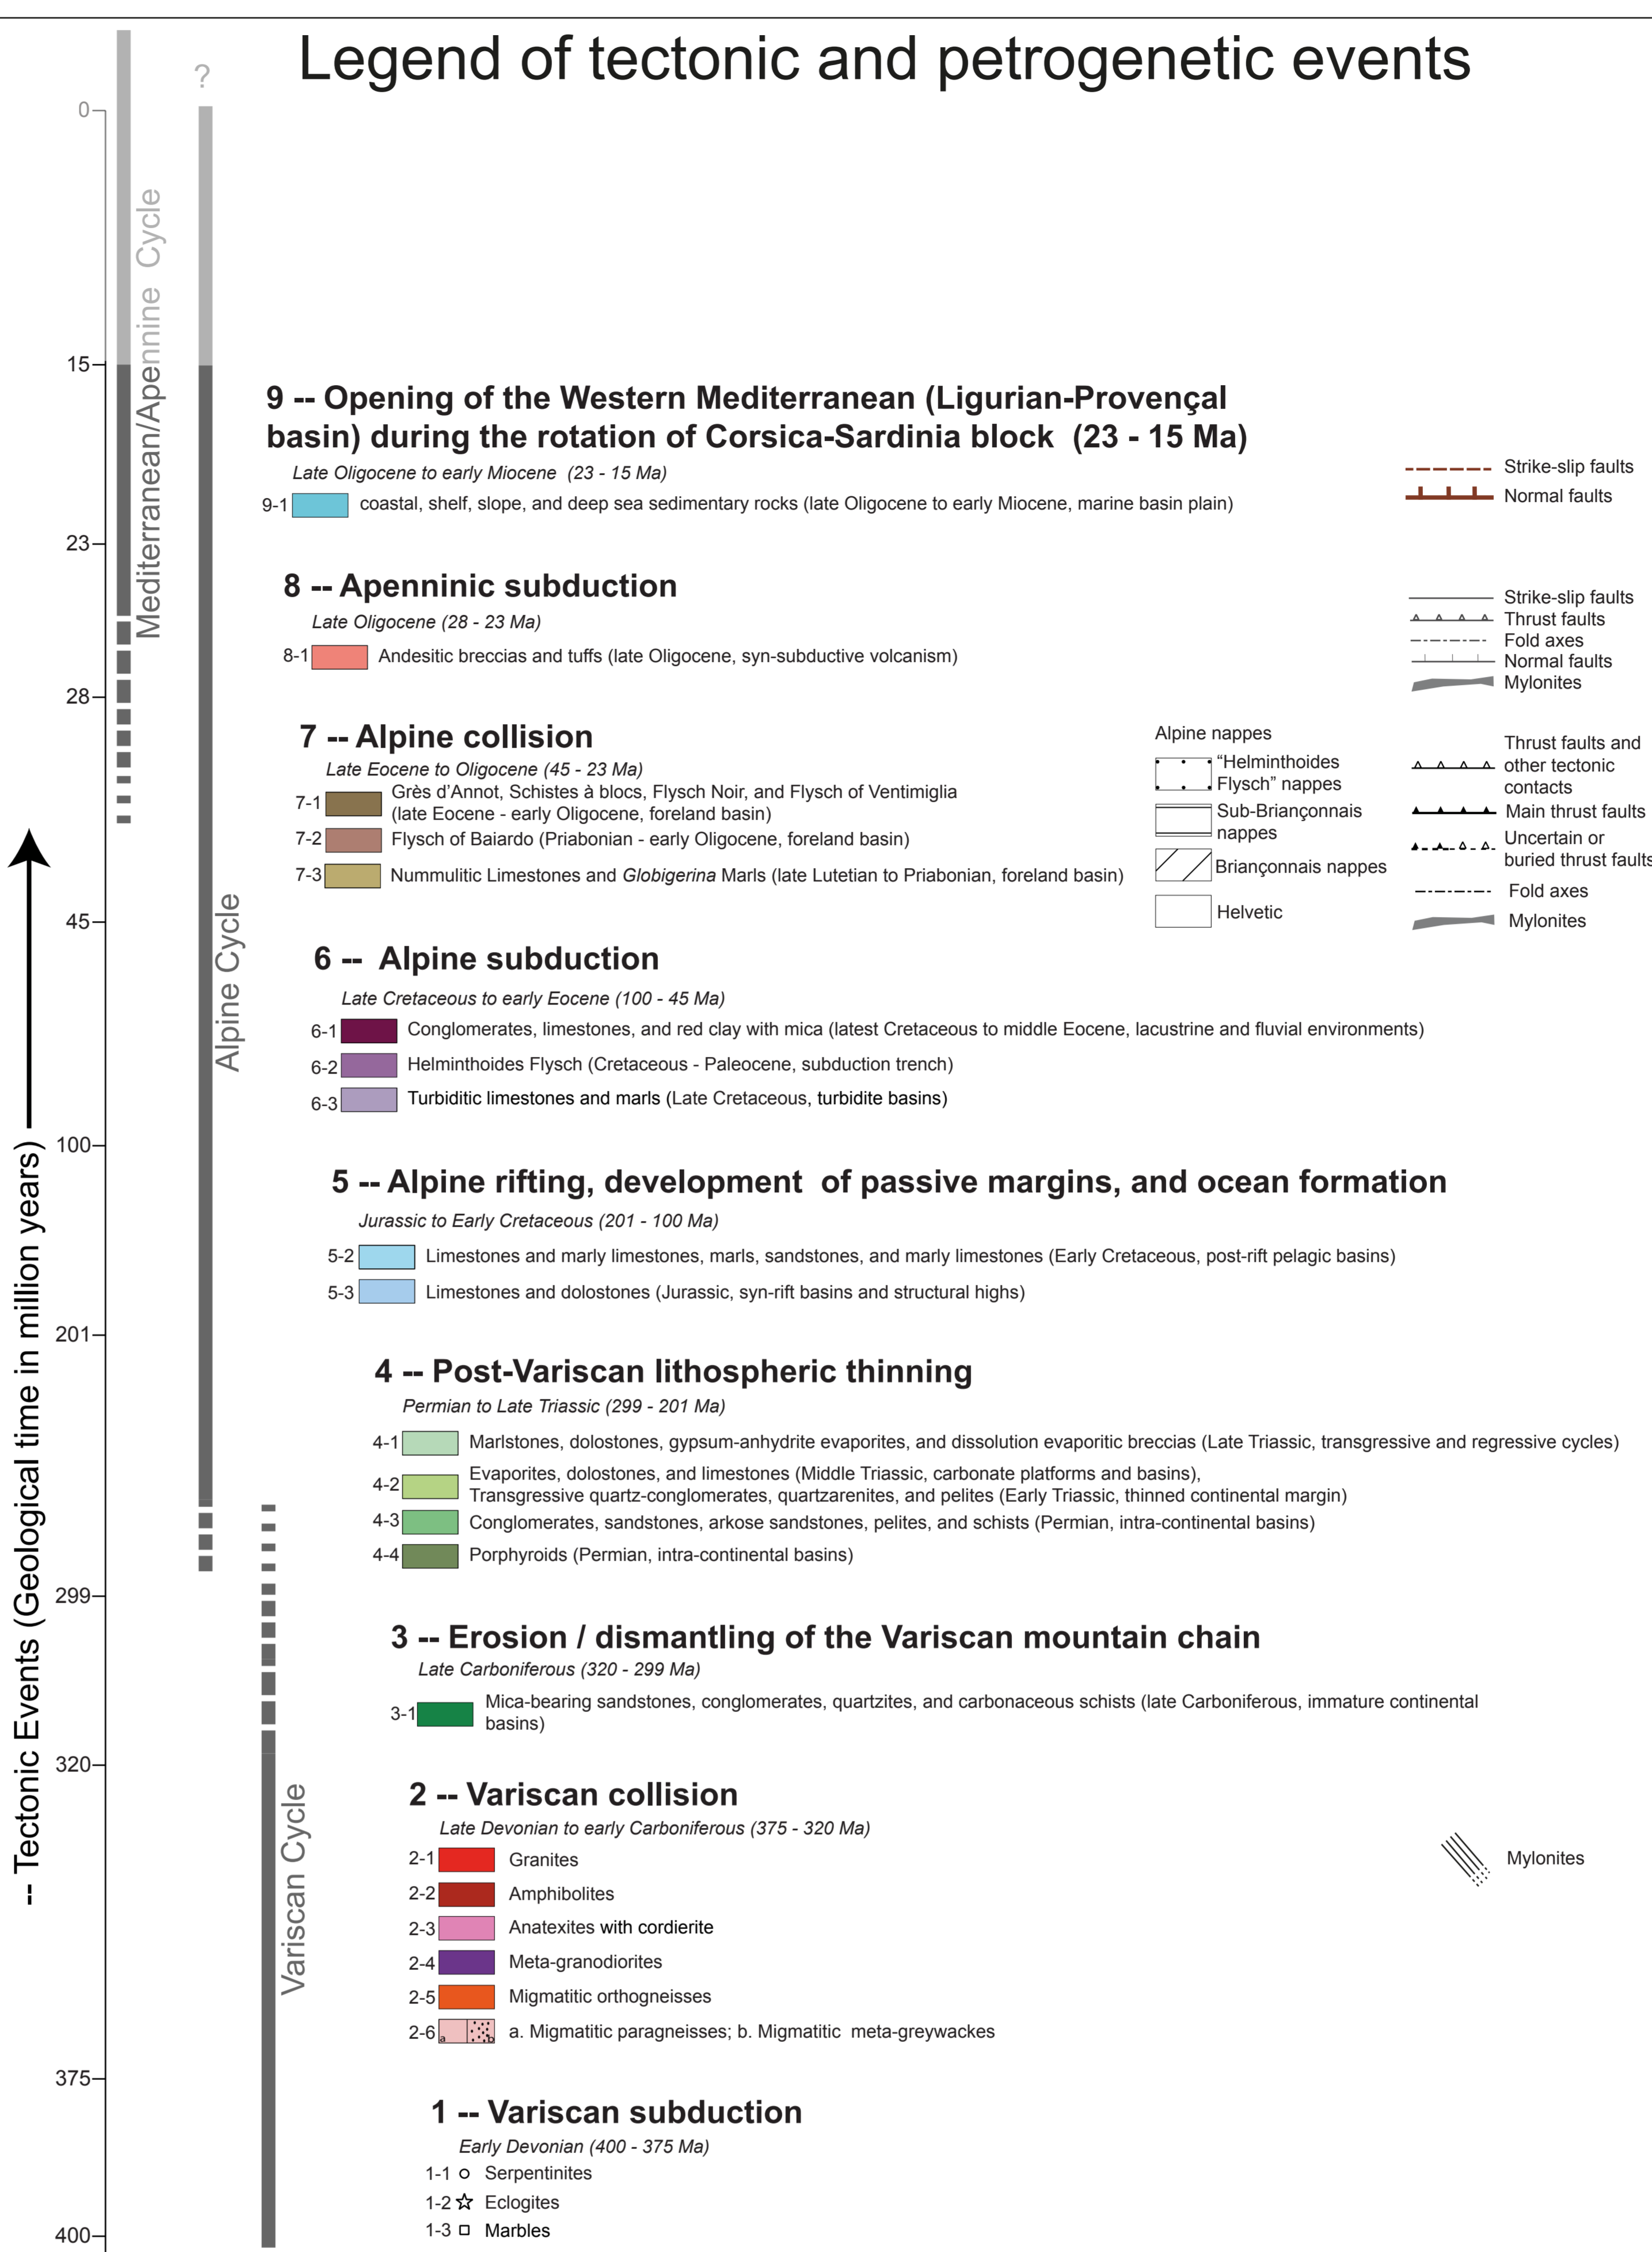 Legend of tectonic and petrogenetic events
?
0
15
23
28
45
100
201
299
320
375
400
-- Tectonic Events (Geological time in million years)
Mediterranean/Apennine Cycle
Alpine Cycle
Variscan Cycle
9 -- Opening of the Western Mediterranean (Ligurian-Provençal
basin) during the rotation of Corsica-Sardinia block (23 - 15 Ma)
Late Oligocene to early Miocene (23 - 15 Ma)
9-1 coastal, shelf, slope, and deep sea sedimentary rocks (late Oligocene to early Miocene, marine basin plain)
Strike-slip faults
Normal faults
8 -- Apenninic subduction
Late Oligocene (28 - 23 Ma)
8-1 Andesitic breccias and tuffs (late Oligocene, syn-subductive volcanism)
Strike-slip faults
Thrust faults
Fold axes
Normal faults
Mylonites
7 -- Alpine collision
Late Eocene to Oligocene (45 - 23 Ma)
7-1 Grès d'Annot, Schistes à blocs, Flysch Noir, and Flysch of Ventimiglia
(late Eocene - early Oligocene, foreland basin)
7-2 Flysch of Baiardo (Priabonian - early Oligocene, foreland basin)
7-3 Nummulitic Limestones and Globigerina Marls (late Lutetian to Priabonian, foreland basin)
Alpine nappes
“Helminthoides
Flysch” nappes
Sub-Briançonnais
nappes
Briançonnais nappes
Helvetic
Thrust faults and
other tectonic
contacts
Main thrust faults
Uncertain or
buried thrust faults
Fold axes
Mylonites
6 -- Alpine subduction
Late Cretaceous to early Eocene (100 - 45 Ma)
6-1 Conglomerates, limestones, and red clay with mica (latest Cretaceous to middle Eocene, lacustrine and fluvial environments)
6-2 Helminthoides Flysch (Cretaceous - Paleocene, subduction trench)
6-3 Turbiditic limestones and marls (Late Cretaceous, turbidite basins)
5 -- Alpine rifting, development of passive margins, and ocean formation
Jurassic to Early Cretaceous (201 - 100 Ma)
5-2 Limestones and marly limestones, marls, sandstones, and marly limestones (Early Cretaceous, post-rift pelagic basins)
5-3 Limestones and dolostones (Jurassic, syn-rift basins and structural highs)
4 -- Post-Variscan lithospheric thinning
Permian to Late Triassic (299 - 201 Ma)
4-1 Marlstones, dolostones, gypsum-anhydrite evaporites, and dissolution evaporitic breccias (Late Triassic, transgressive and regressive cycles)
4-2 Evaporites, dolostones, and limestones (Middle Triassic, carbonate platforms and basins),
Transgressive quartz-conglomerates, quartzarenites, and pelites (Early Triassic, thinned continental margin)
4-3 Conglomerates, sandstones, arkose sandstones, pelites, and schists (Permian, intra-continental basins)
4-4 Porphyroids (Permian, intra-continental basins)
3 -- Erosion / dismantling of the Variscan mountain chain
Late Carboniferous (320 - 299 Ma)
3-1 Mica-bearing sandstones, conglomerates, quartzites, and carbonaceous schists (late Carboniferous, immature continental
basins)
2 -- Variscan collision
Late Devonian to early Carboniferous (375 - 320 Ma)
2-1 Granites
2-2 Amphibolites
2-3 Anatexites with cordierite
2-4 Meta-granodiorites
2-5 Migmatitic orthogneisses
2-6 a b a. Migmatitic paragneisses; b. Migmatitic meta-greywackes
Mylonites
1 -- Variscan subduction
Early Devonian (400 - 375 Ma)
1-1 Serpentinites
1-2 Eclogites
1-3 Marbles